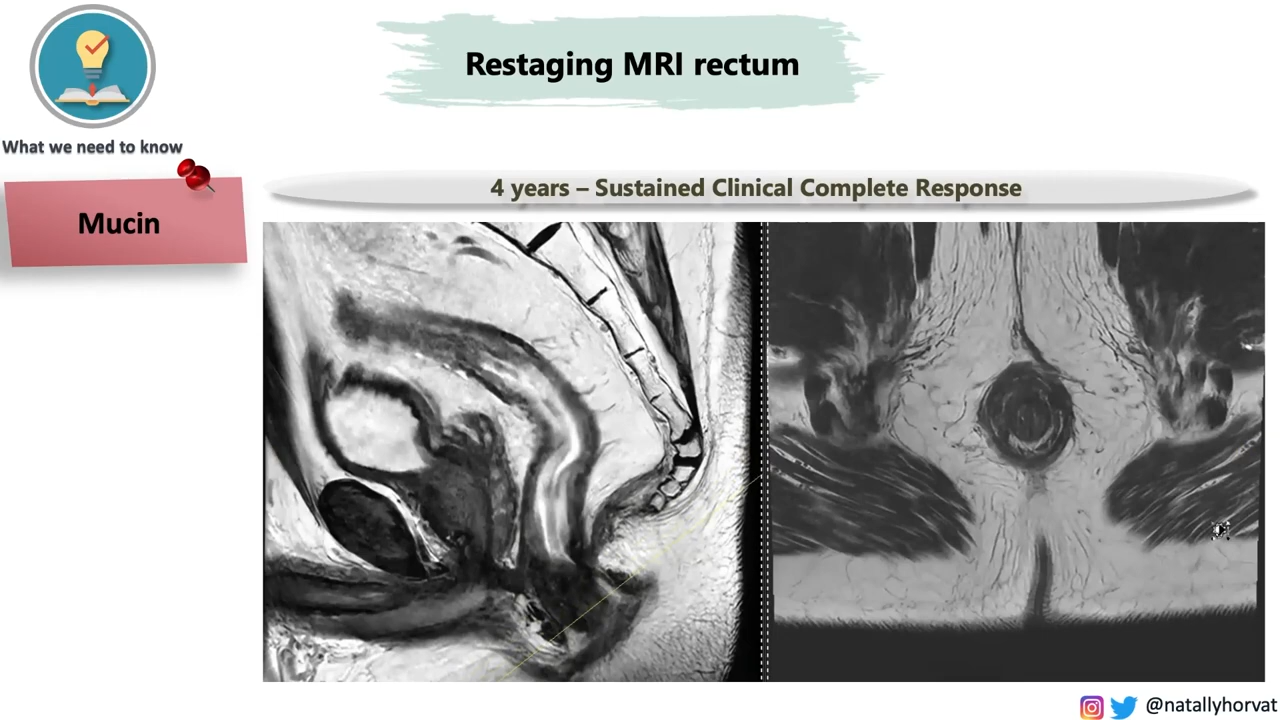 Restaging MRI rectum
What we need to know
4 years – Sustained Clinical Complete Response
Mucin
@natallyhorvat